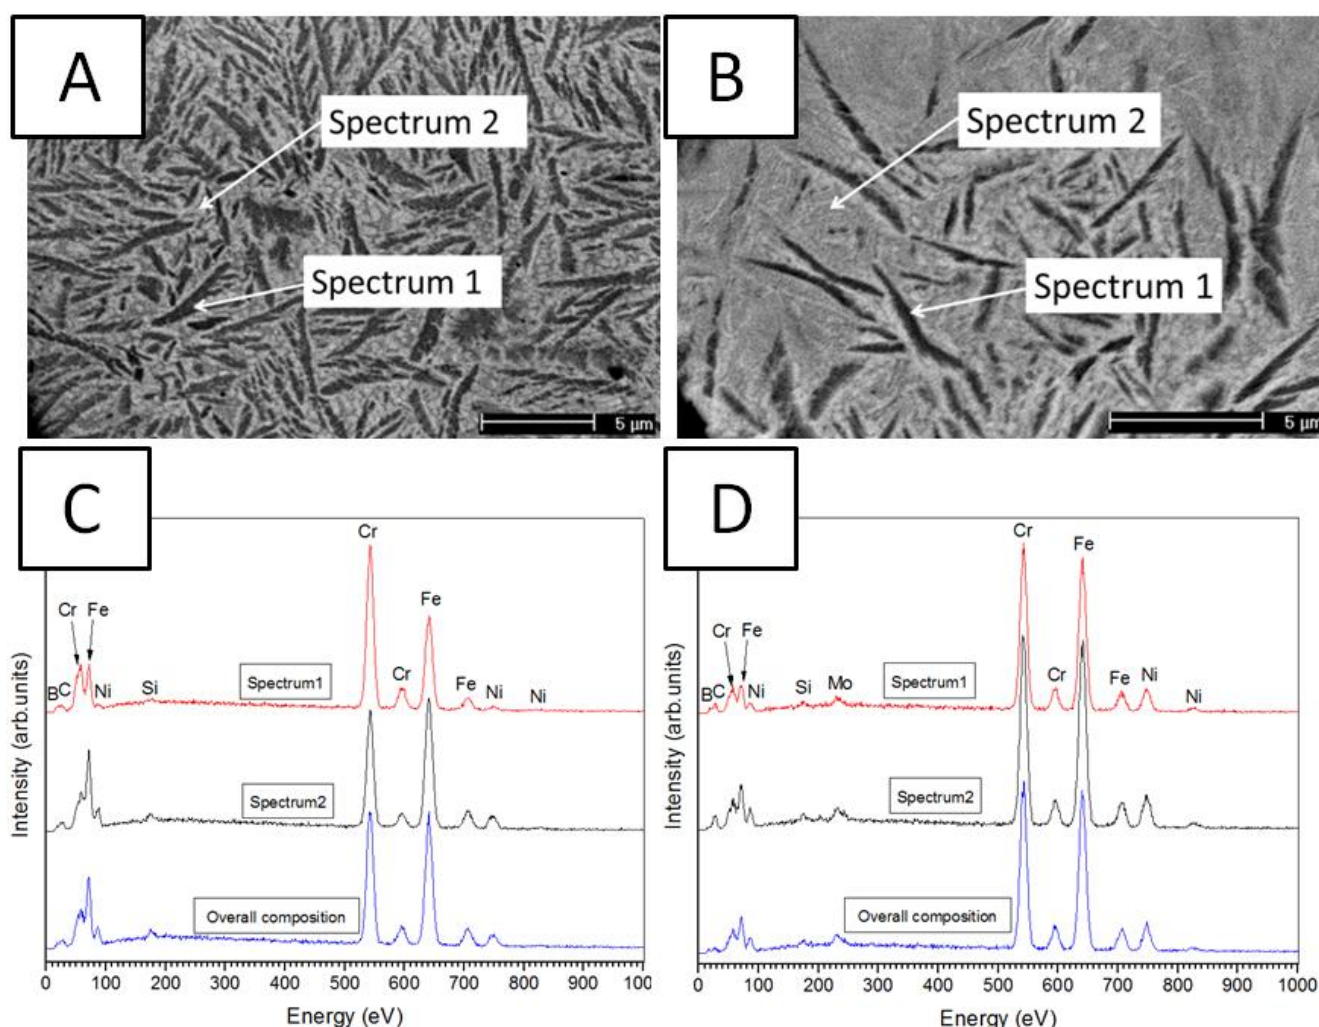 A
Spectrum 2
Spectrum 1
5 µm
B
Spectrum 2
Spectrum 1
5 µm
C
Cr
Fe
Cr Fe
B C Ni Si Cr Fe Ni Ni
Spectrum1
Spectrum2
Overall composition
Intensity (arb.units)
0 100 200 300 400 500 600 700 800 900 1000
Energy (eV)
D
Cr Fe
Cr Fe
B C Ni Si Mo Cr Fe Ni Ni
Spectrum1
Spectrum2
Overall composition
Intensity (arb.units)
0 100 200 300 400 500 600 700 800 900 1000
Energy (eV)